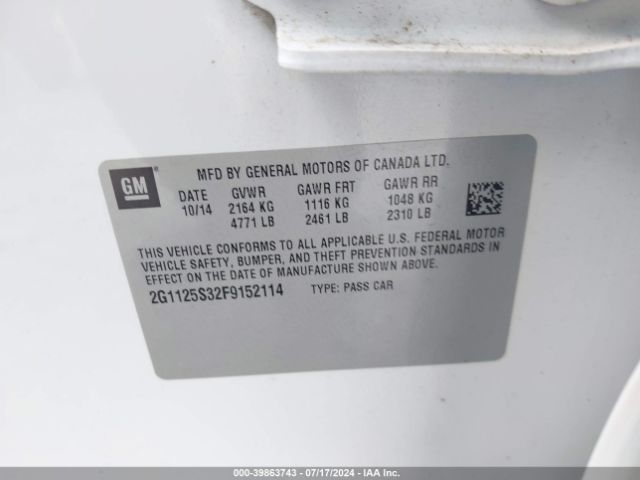 MFD BY GENERAL MOTORS OF CANADA LTD.
GM
DATE GVWR GAWR FRT GAWR RR
10/14 2164 KG 1116 KG 1048 KG
4771 LB 2461 LB 2310 LB
THIS VEHICLE CONFORMS TO ALL APPLICABLE U.S. FEDERAL MOTOR
VEHICLE SAFETY, BUMPER, AND THEFT PREVENTION STANDARDS IN
EFFECT ON THE DATE OF MANUFACTURE SHOWN ABOVE.
2G1125S32F9152114 TYPE: PASS CAR
000-39863743 - 07/17/2024 - IAAI.COM